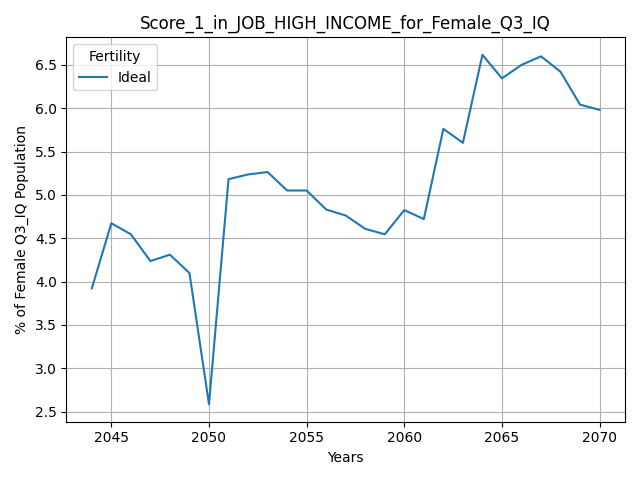 Score_1_in_JOB_HIGH_INCOME_for_Female_Q3_IQ
Fertility
Ideal
% of Female Q3_IQ Population
6.5
6.0
5.5
5.0
4.5
4.0
3.5
3.0
2.5
2045 2050 2055 2060 2065 2070
Years